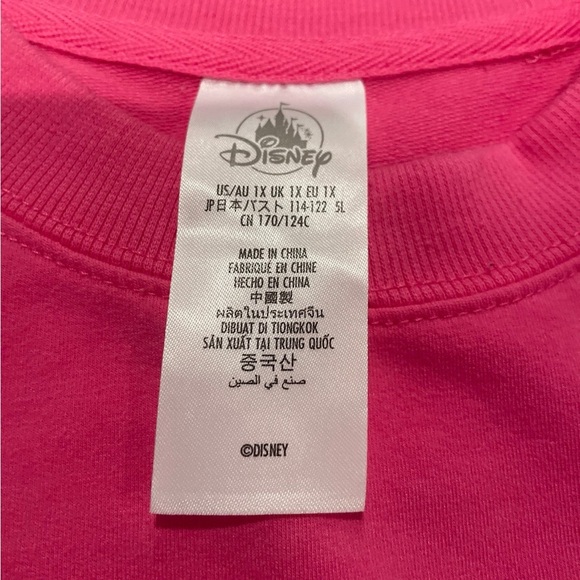 Disney
US/AU 1X UK 1X EU 1X
JP日本バスト 114-122 5L
CN 170/124C
MADE IN CHINA
FABRIQUÉ EN CHINE
HECHO EN CHINA
中國製
ผลิตในประเทศจีน
DIBUAT DI TIONGKOK
SẢN XUẤT TẠI TRUNG QUỐC
중국산
صنع في الصين
©DISNEY